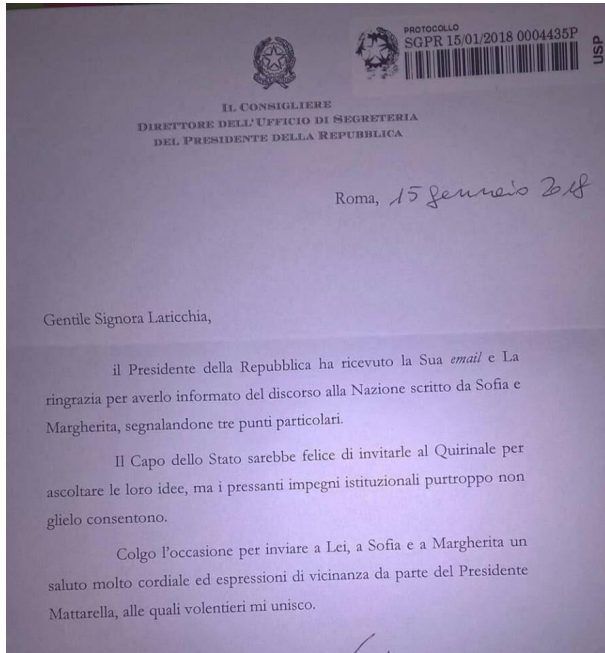 PROTOCOLLO
SGPR 15/01/2018 0004435P
USP
IL CONSIGLIERE
DIRETTORE DELL'UFFICIO DI SEGRETERIA
DEL PRESIDENTE DELLA REPUBBLICA
Roma, 15 gennaio 2018
Gentile Signora Laricchia,
il Presidente della Repubblica ha ricevuto la Sua email e La
ringrazia per averlo informato del discorso alla Nazione scritto da Sofia e
Margherita, segnalandone tre punti particolari.
Il Capo dello Stato sarebbe felice di invitarle al Quirinale per
ascoltare le loro idee, ma i pressanti impegni istituzionali purtroppo non
glielo consentono.
Colgo l'occasione per inviare a Lei, a Sofia e a Margherita un
saluto molto cordiale ed espressioni di vicinanza da parte del Presidente
Mattarella, alle quali volentieri mi unisco.